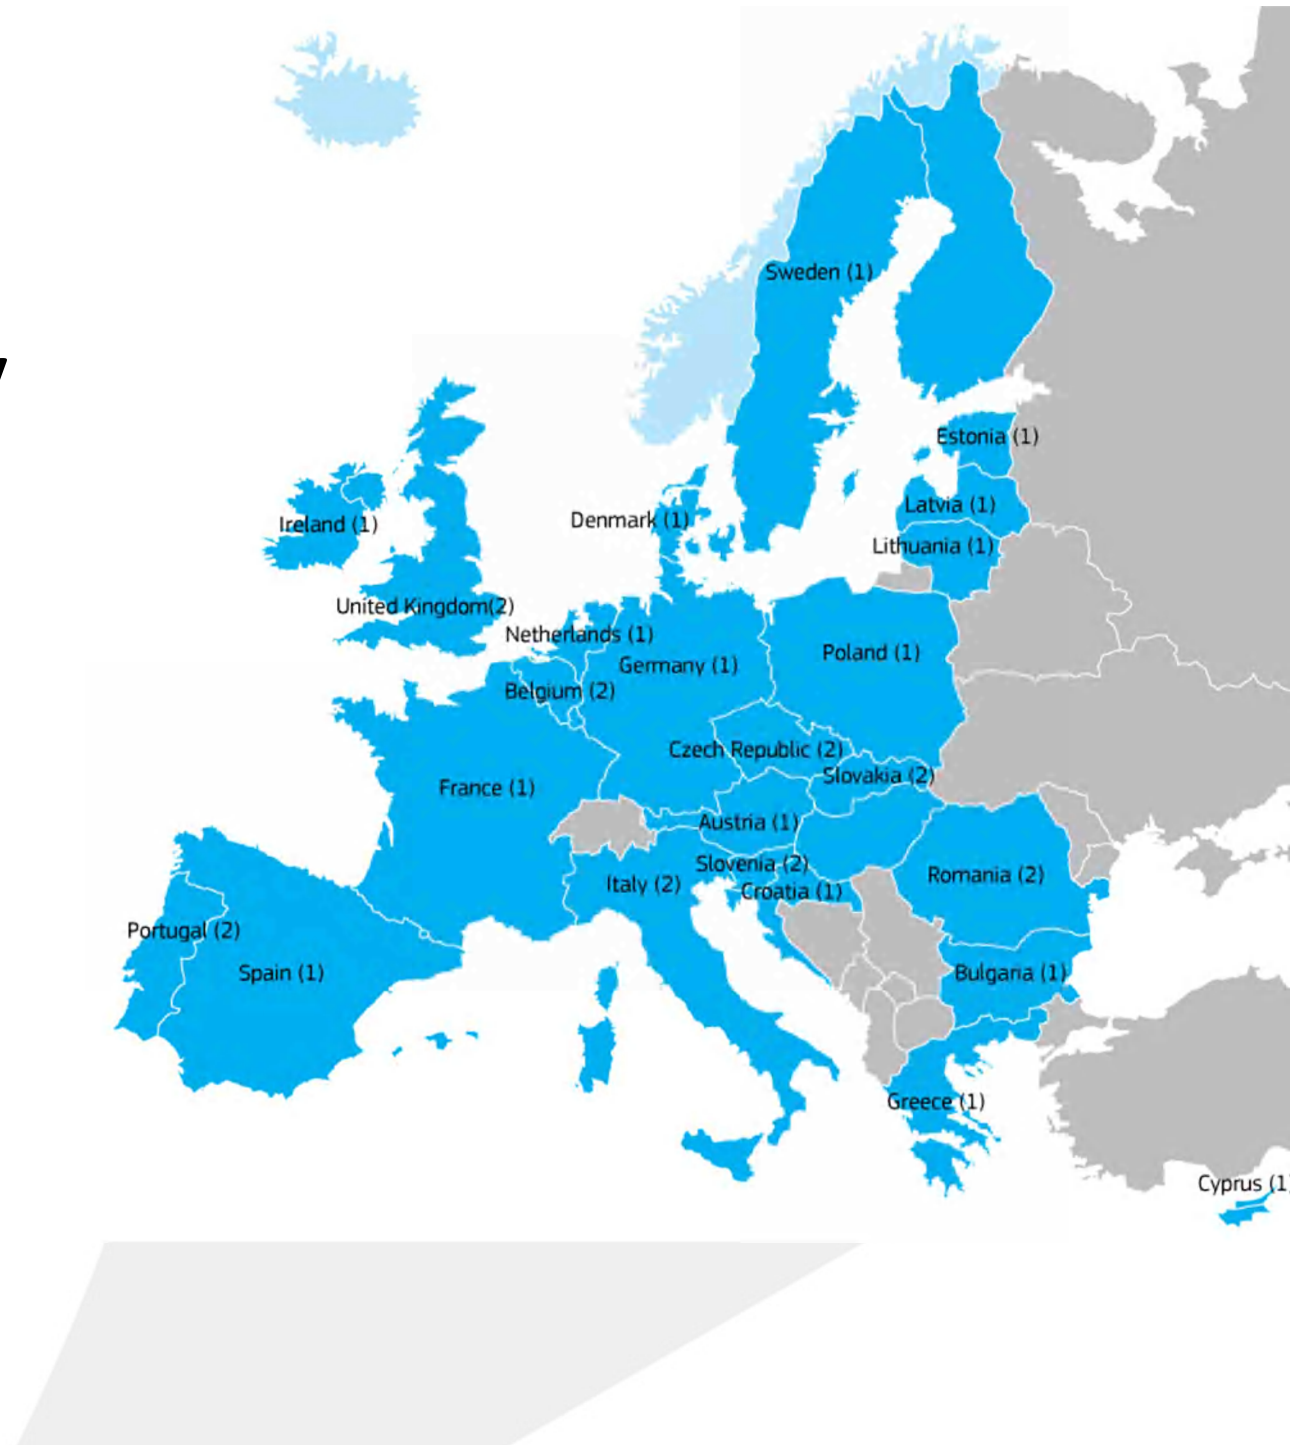 Sweden (1)
Estonia (1)
Latvia (1)
Denmark (1)
Ireland (1)
Lithuania (1)
United Kingdom(2)
Netherlands (1)
Poland (1)
Germany (1)
Belgium (2)
Czech Republic (2)
Slovakia (2)
France (1)
Austria (1)
Slovenia (2)
Romania (2)
Italy (2)
Croatia (1)
Portugal (2)
Spain (1)
Bulgaria (1)
Greece (1)
Cyprus (1)